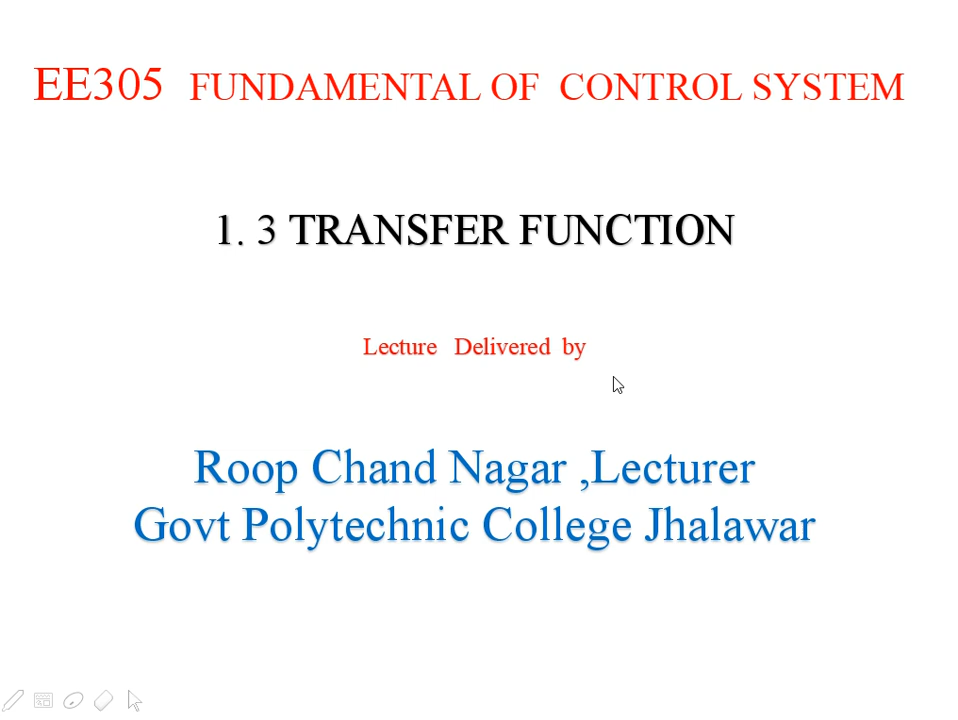 EE305 FUNDAMENTAL OF CONTROL SYSTEM
1. 3 TRANSFER FUNCTION
Lecture Delivered by
Roop Chand Nagar ,Lecturer
Govt Polytechnic College Jhalawar